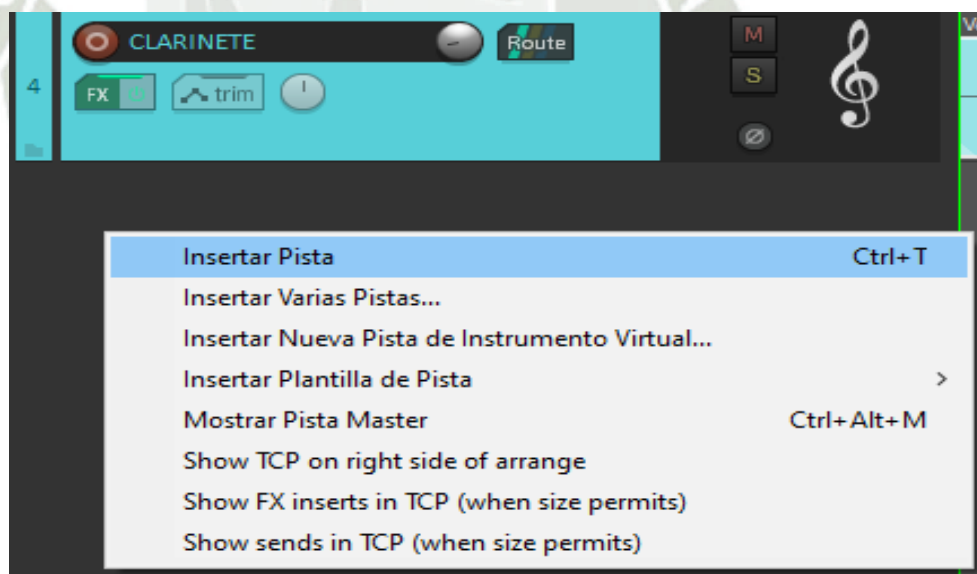 CLARINETE
Route
M
4
FX
trim
S
Insertar Pista Ctrl+T
Insertar Varias Pistas...
Insertar Nueva Pista de Instrumento Virtual...
Insertar Plantilla de Pista >
Mostrar Pista Master Ctrl+Alt+M
Show TCP on right side of arrange
Show FX inserts in TCP (when size permits)
Show sends in TCP (when size permits)